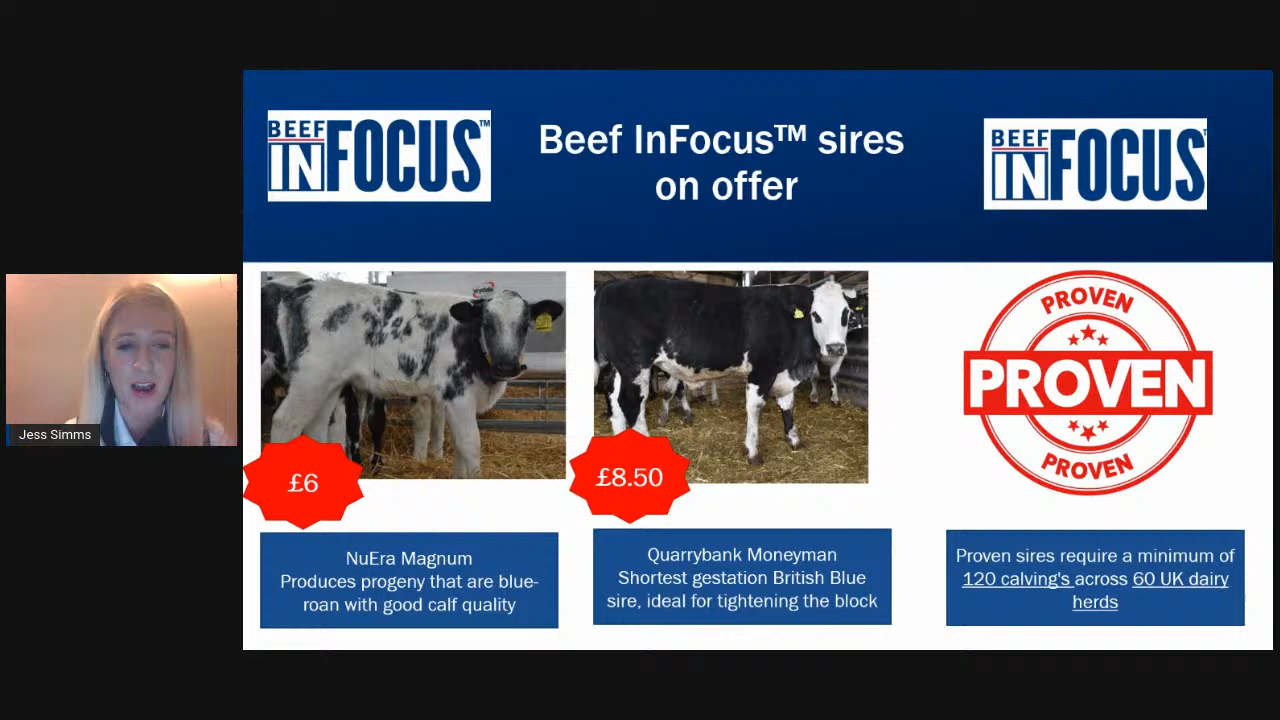 BEEF
INFOCUS™
Beef InFocus™ sires
on offer
BEEF
INFOCUS
Jess Simms
£6
£8.50
PROVEN
PROVEN
PROVEN
NuEra Magnum
Produces progeny that are blue-
roan with good calf quality
Quarrybank Moneyman
Shortest gestation British Blue
sire, ideal for tightening the block
Proven sires require a minimum of
120 calving's across 60 UK dairy
herds